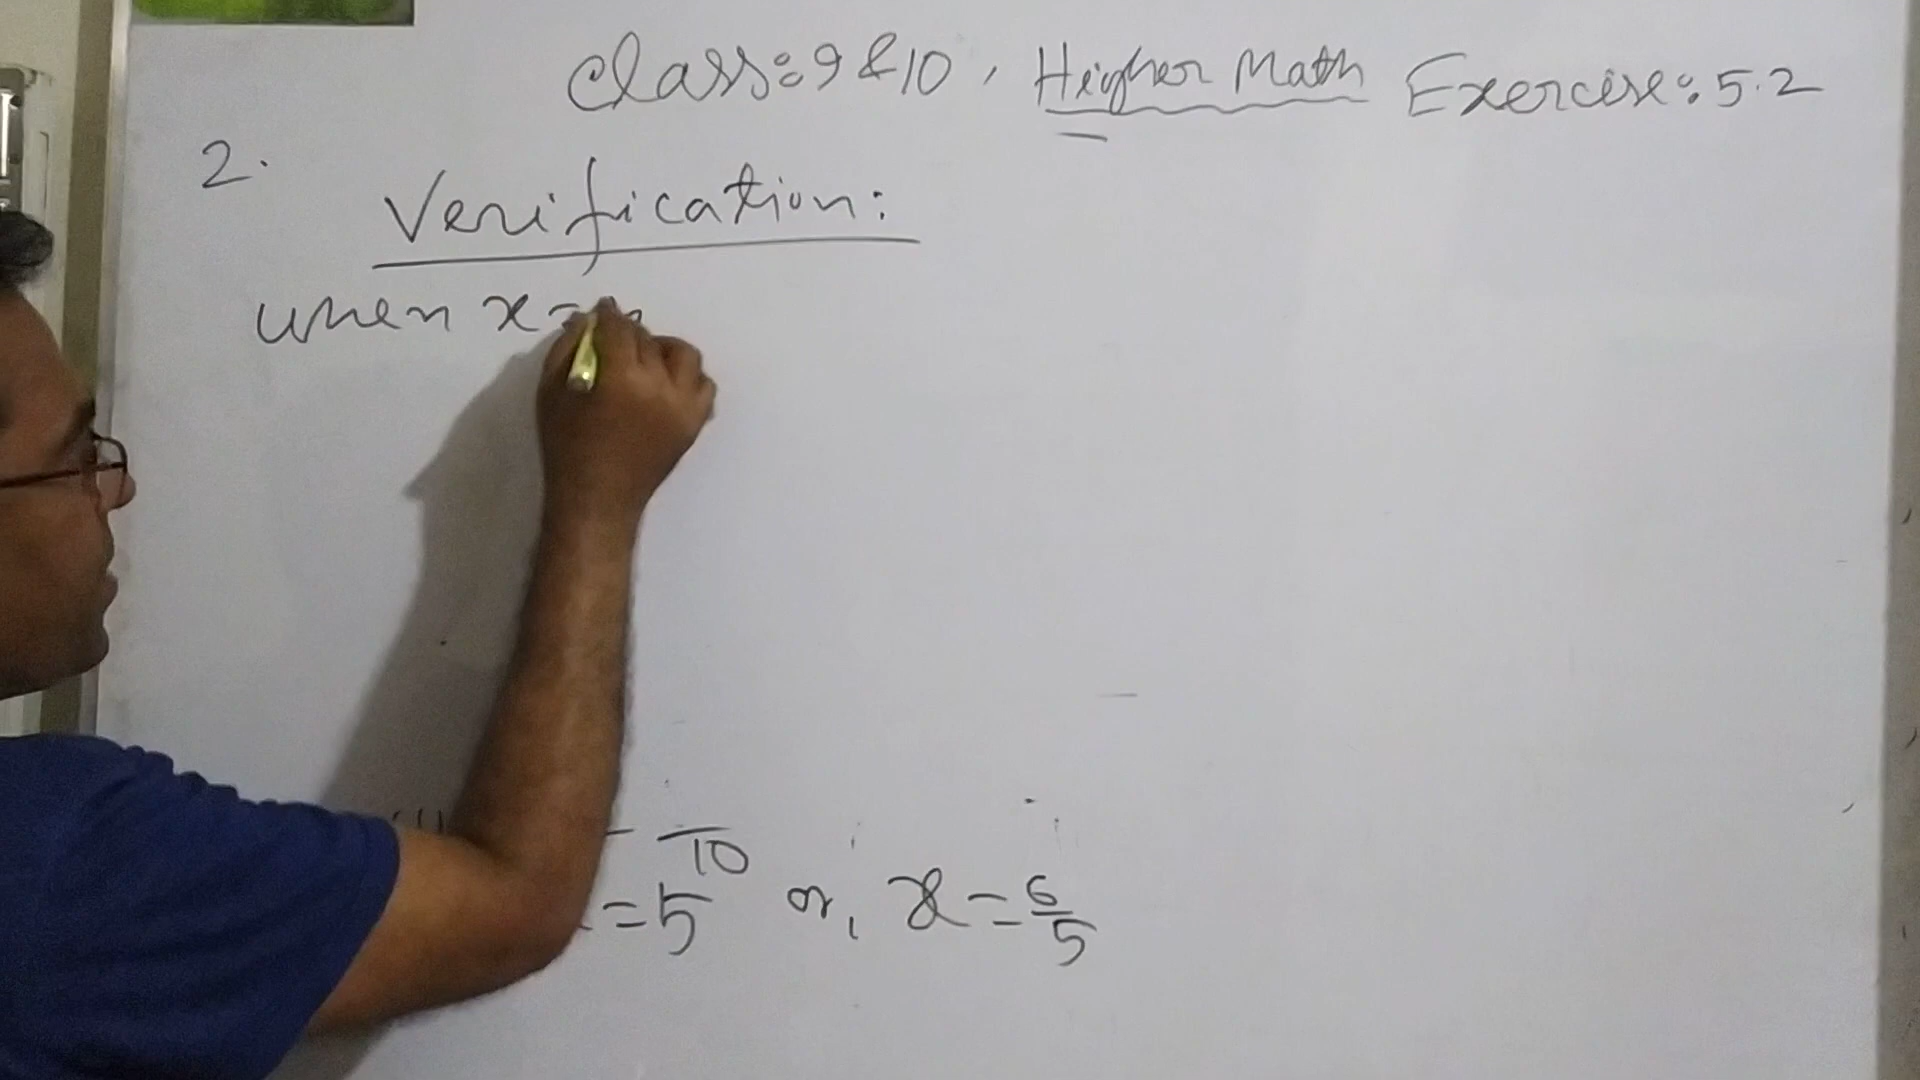 Class: 9 & 10, Higher Math Exercise: 5.2
2.
Verification:
when x =
10
= 5 or, x = 6/5